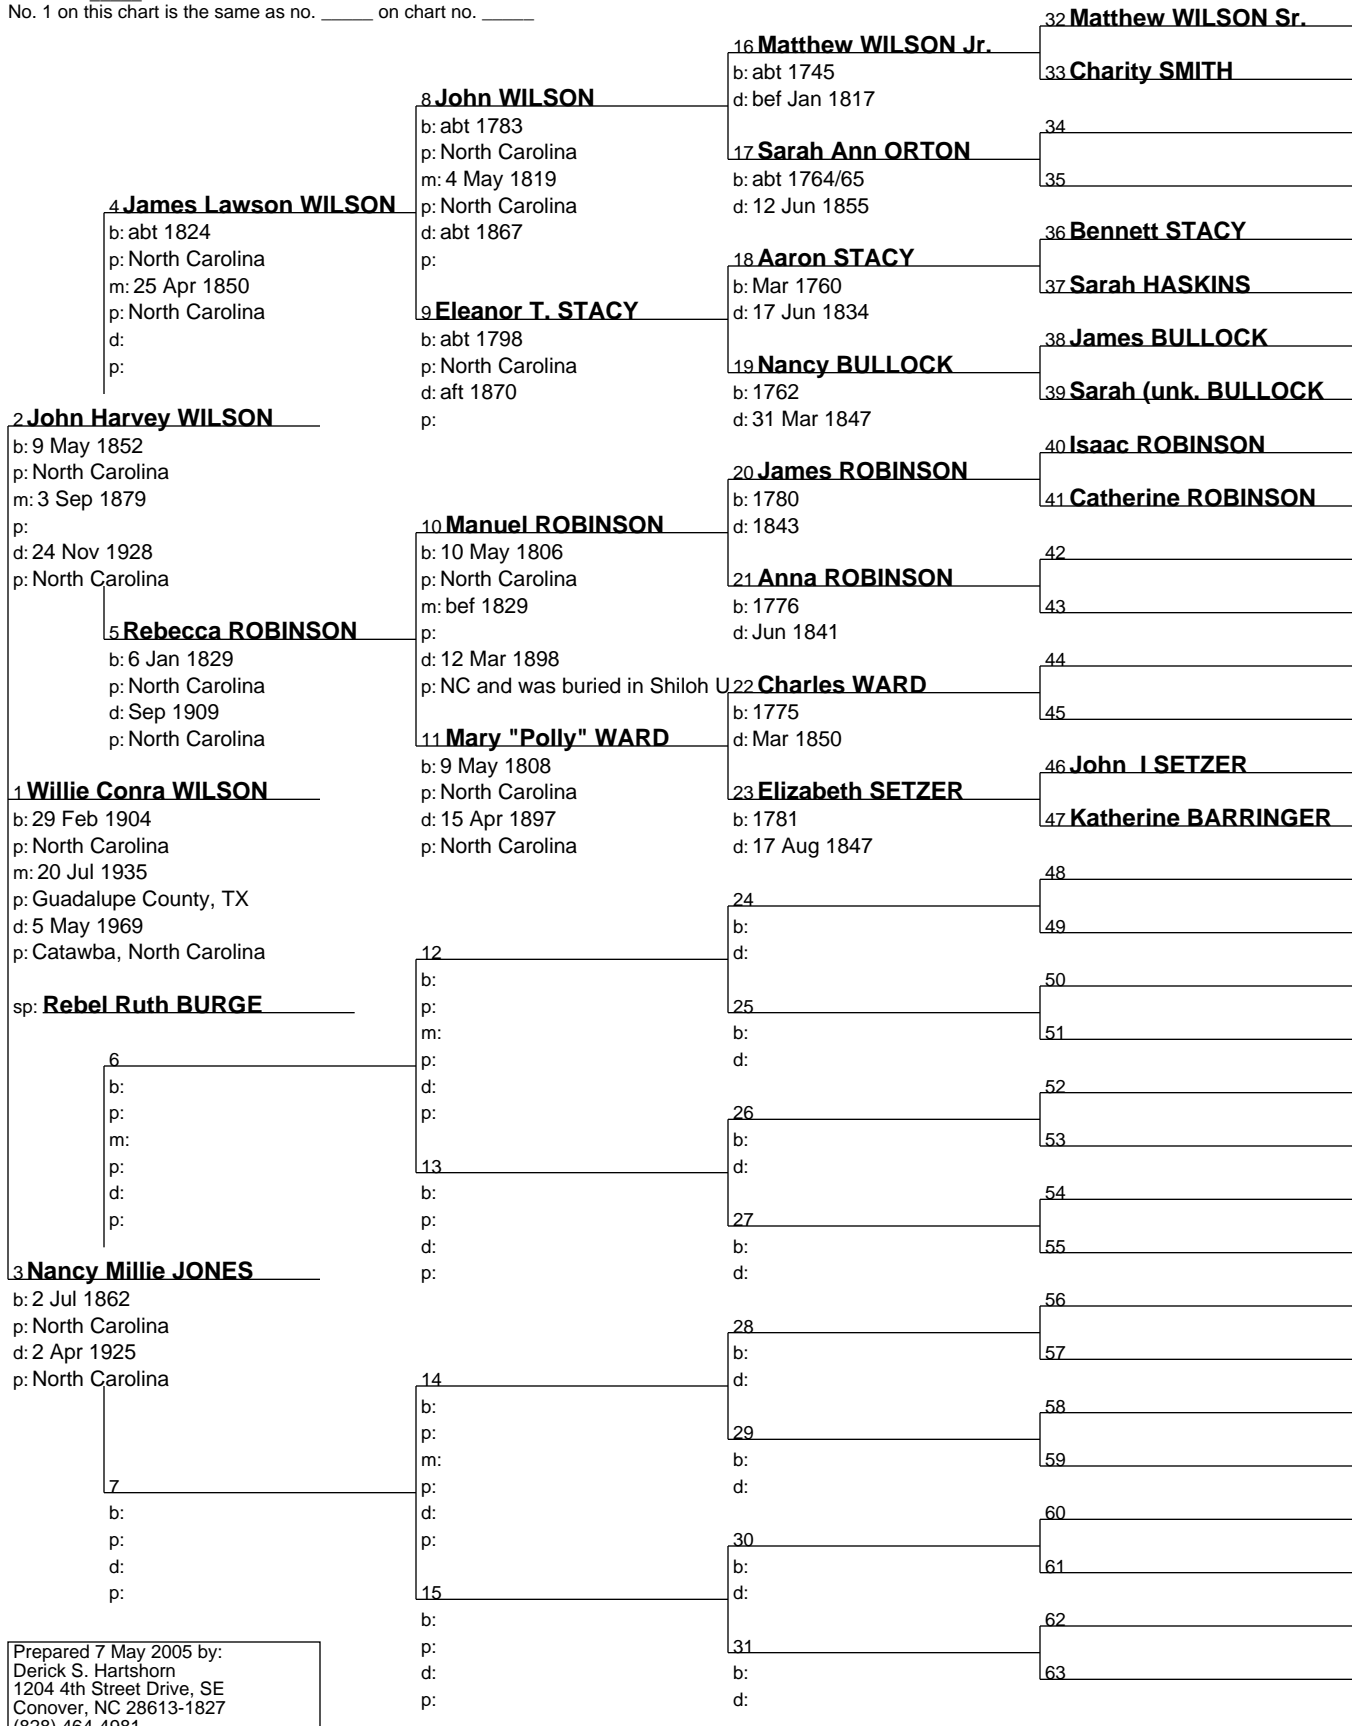 No. 1 on this chart is the same as no. _____ on chart no. _____
2 John Harvey WILSON
b: 9 May 1852
p: North Carolina
m: 3 Sep 1879
p:
d: 24 Nov 1928
p: North Carolina
1 Willie Conra WILSON
b: 29 Feb 1904
p: North Carolina
m: 20 Jul 1935
p: Guadalupe County, TX
d: 5 May 1969
p: Catawba, North Carolina
sp: Rebel Ruth BURGE
3 Nancy Millie JONES
b: 2 Jul 1862
p: North Carolina
d: 2 Apr 1925
p: North Carolina
4 James Lawson WILSON
b: abt 1824
p: North Carolina
m: 25 Apr 1850
p: North Carolina
d:
p:
5 Rebecca ROBINSON
b: 6 Jan 1829
p: North Carolina
d: Sep 1909
p: North Carolina
6
b:
p:
m:
p:
d:
p:
7
b:
p:
d:
p:
8 John WILSON
b: abt 1783
p: North Carolina
m: 4 May 1819
p: North Carolina
d: abt 1867
p:
9 Eleanor T. STACY
b: abt 1798
p: North Carolina
d: aft 1870
p:
10 Manuel ROBINSON
b: 10 May 1806
p: North Carolina
m: bef 1829
p:
d: 12 Mar 1898
p: NC and was buried in Shiloh U
11 Mary "Polly" WARD
b: 9 May 1808
p: North Carolina
d: 15 Apr 1897
p: North Carolina
12
b:
p:
m:
p:
d:
p:
13
b:
p:
d:
p:
14
b:
p:
m:
p:
d:
p:
15
b:
p:
d:
p:
16 Matthew WILSON Jr.
b: abt 1745
d: bef Jan 1817
17 Sarah Ann ORTON
b: abt 1764/65
d: 12 Jun 1855
18 Aaron STACY
b: Mar 1760
d: 17 Jun 1834
19 Nancy BULLOCK
b: 1762
d: 31 Mar 1847
20 James ROBINSON
b: 1780
d: 1843
21 Anna ROBINSON
b: 1776
d: Jun 1841
22 Charles WARD
b: 1775
d: Mar 1850
23 Elizabeth SETZER
b: 1781
d: 17 Aug 1847
24
b:
d:
25
b:
d:
26
b:
d:
27
b:
d:
28
b:
d:
29
b:
d:
30
b:
d:
31
b:
d:
32 Matthew WILSON Sr.
33 Charity SMITH
34
35
36 Bennett STACY
37 Sarah HASKINS
38 James BULLOCK
39 Sarah (unk. BULLOCK
40 Isaac ROBINSON
41 Catherine ROBINSON
42
43
44
45
46 John I SETZER
47 Katherine BARRINGER
48
49
50
51
52
53
54
55
56
57
58
59
60
61
62
63
Prepared 7 May 2005 by:
Derick S. Hartshorn
1204 4th Street Drive, SE
Conover, NC 28613-1827
(828) 464-4981